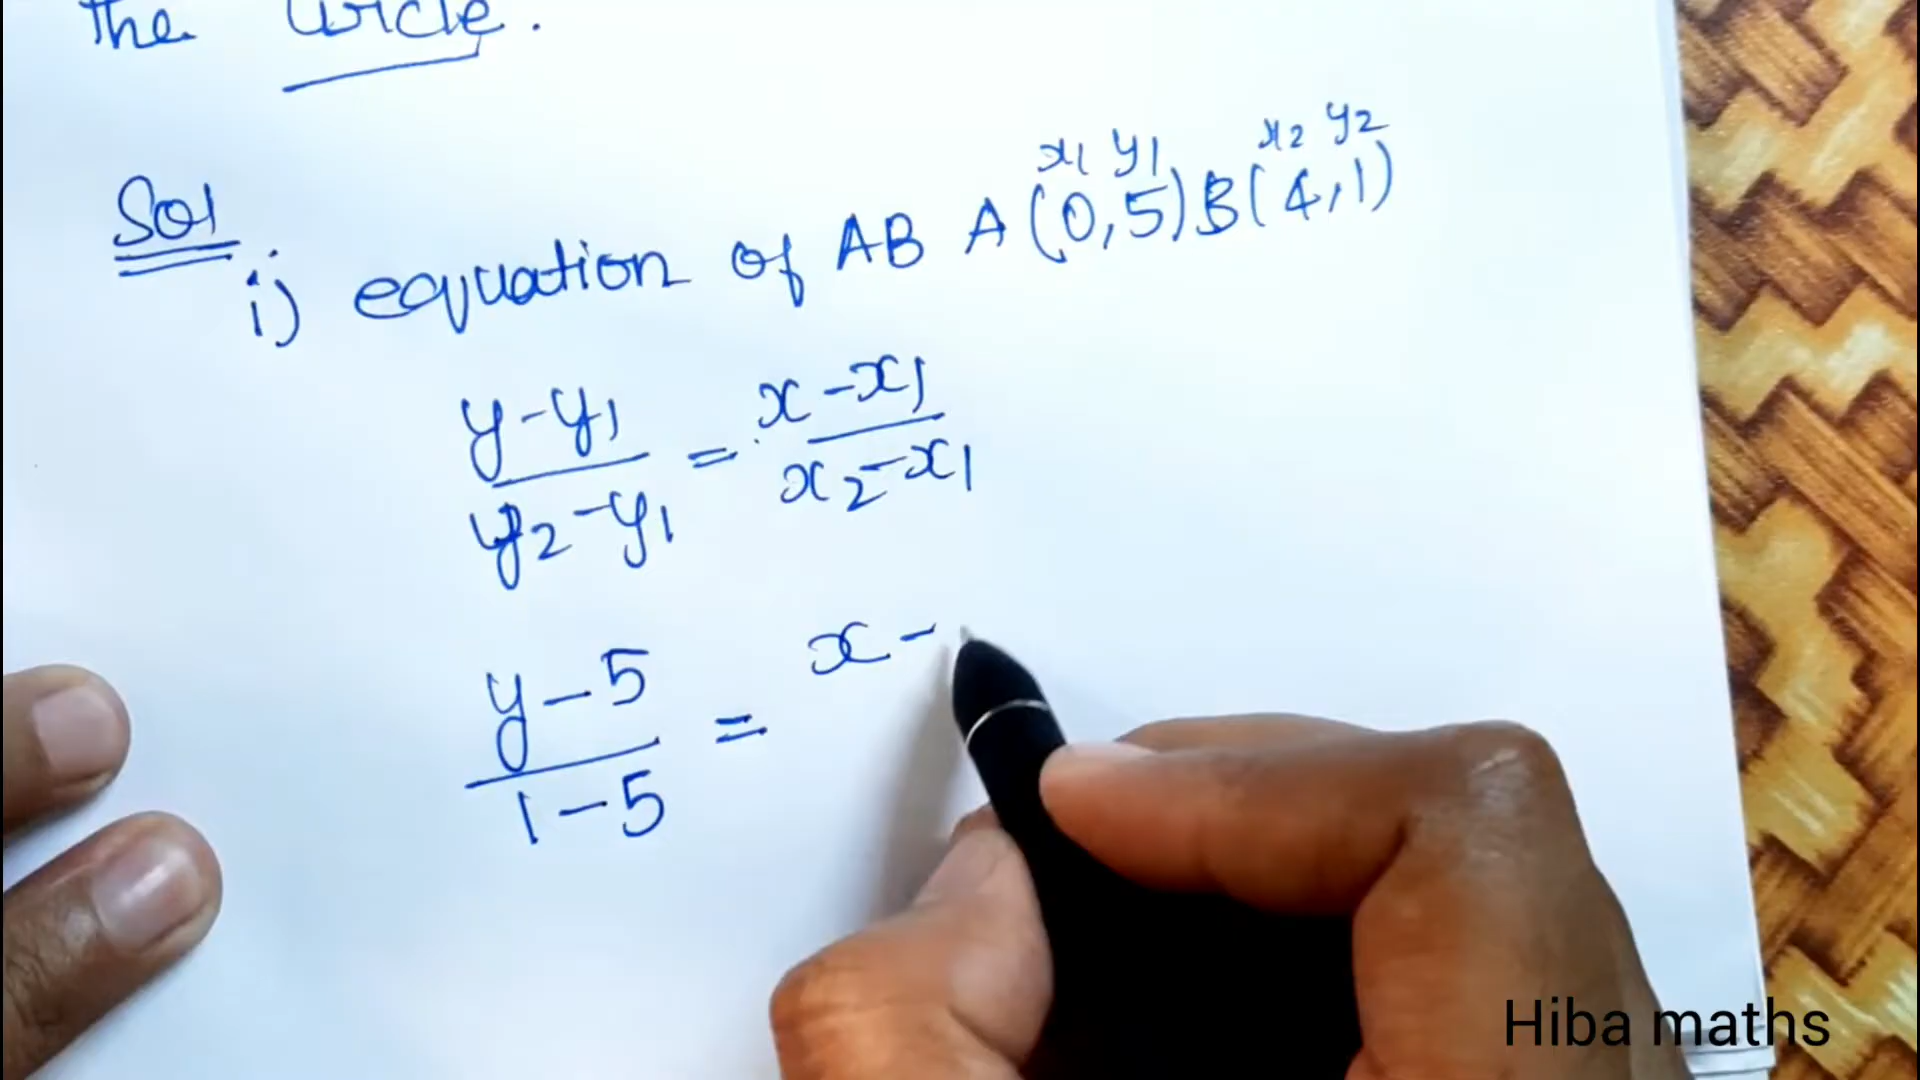 the circle.
Sol
x1 y1 x2 y2
i) equation of AB A(0,5) B(4,1)
y-y1 / y2-y1 = x-x1 / x2-x1
y-5 / 1-5 = x-
Hiba maths